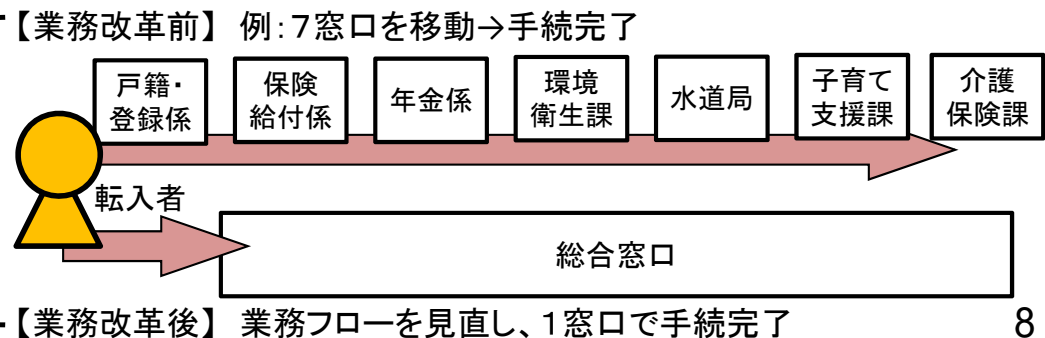 【業務改革前】 例：7窓口を移動→手続完了
戸籍・
登録係
保険
給付係
年金係
環境
衛生課
水道局
子育て
支援課
介護
保険課
転入者
総合窓口
【業務改革後】 業務フローを見直し、1窓口で手続完了
8